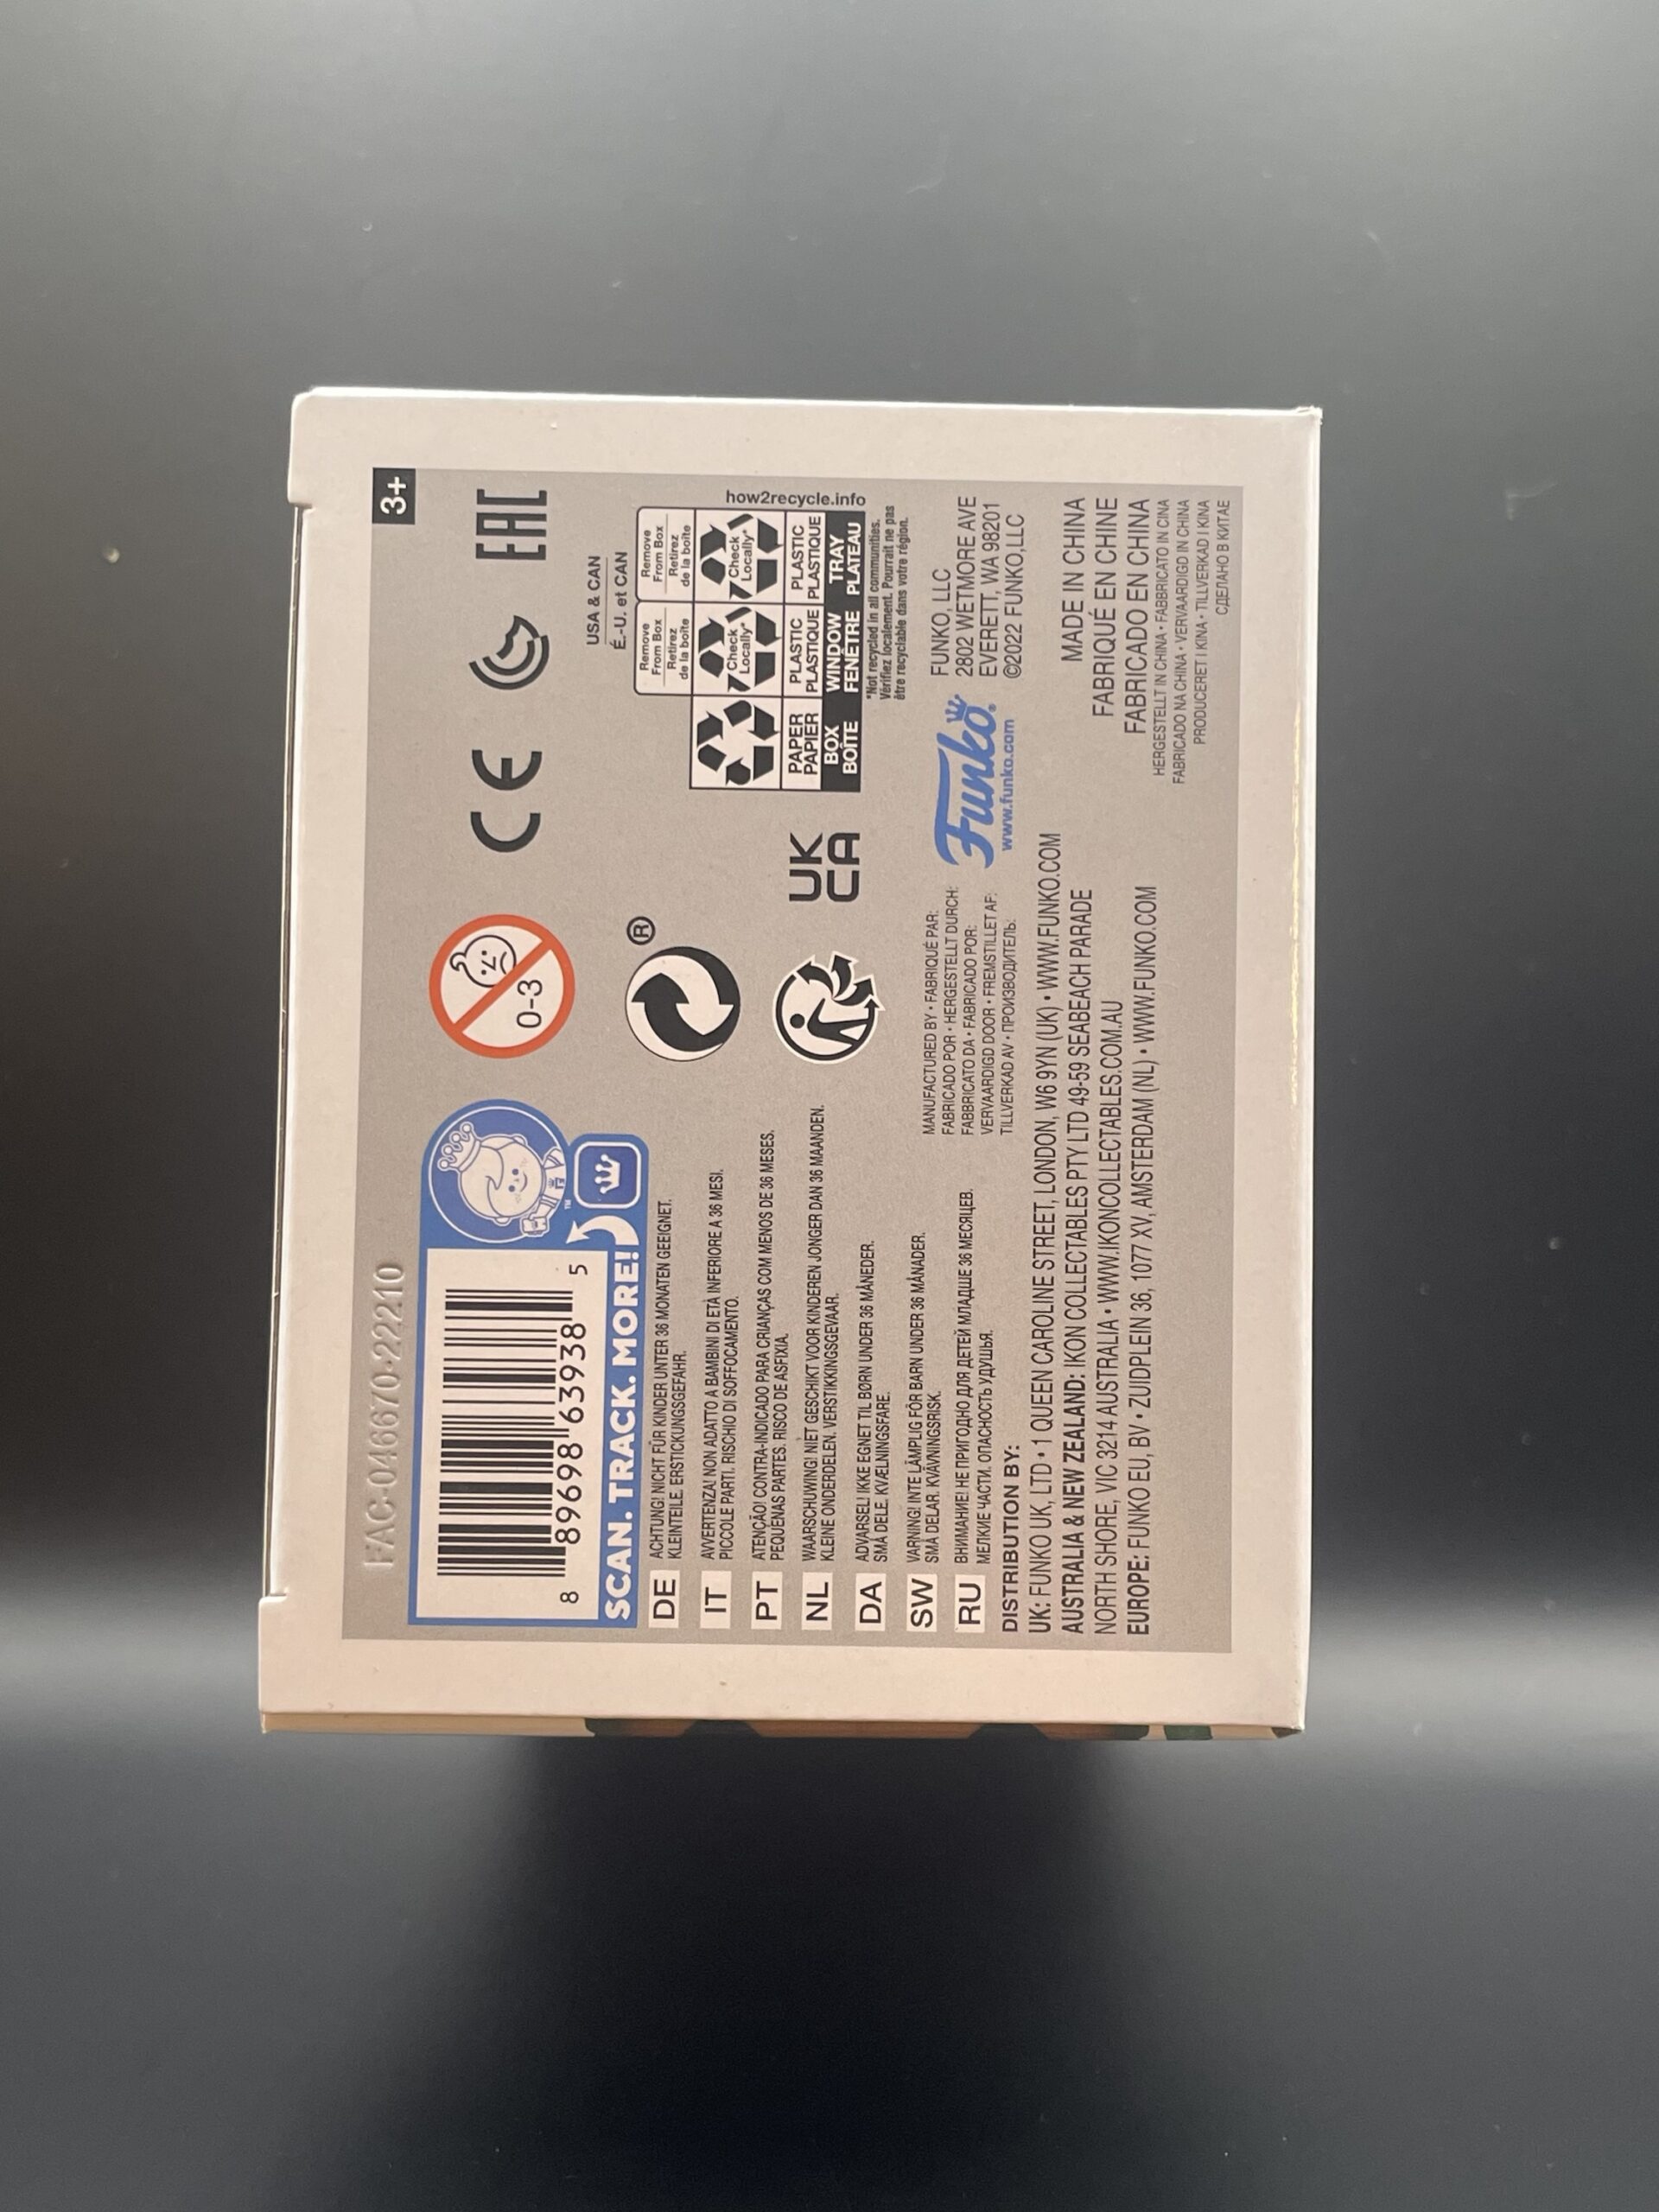 FAC-046670-22210
3+
8 89698 63938 5
SCAN. TRACK. MORE!
TM
0-3
CE
EAC
®
UK
CA
USA & CAN
É.-U. et CAN
Remove
From Box
Retirez
de la boîte
Remove
From Box
Retirez
de la boîte
Check
Locally*
Check
Locally*
PAPER
PAPIER
BOX
BOÎTE
PLASTIC
PLASTIQUE
WINDOW
FENÊTRE
PLASTIC
PLASTIQUE
TRAY
PLATEAU
how2recycle.info
*Not recycled in all communities.
Vérifiez localement. Pourrait ne pas
être recyclable dans votre région.
DE ACHTUNG! NICHT FÜR KINDER UNTER 36 MONATEN GEEIGNET.
KLEINTEILE. ERSTICKUNGSGEFAHR.
IT AVVERTENZA! NON ADATTO A BAMBINI DI ETÀ INFERIORE A 36 MESI.
PICCOLE PARTI. RISCHIO DI SOFFOCAMENTO.
PT ATENÇÃO! CONTRA-INDICADO PARA CRIANÇAS COM MENOS DE 36 MESES.
PEQUENAS PARTES. RISCO DE ASFIXIA.
NL WAARSCHUWING! NIET GESCHIKT VOOR KINDEREN JONGER DAN 36 MAANDEN.
KLEINE ONDERDELEN. VERSTIKKINGSGEVAAR.
DA ADVARSEL! IKKE EGNET TIL BØRN UNDER 36 MÅNEDER.
SMÅ DELE. KVÆLNINGSFARE.
SW VARNING! INTE LÄMPLIG FÖR BARN UNDER 36 MÅNADER.
SMÅ DELAR. KVÄVNINGSRISK.
RU ВНИМАНИЕ! НЕ ПРИГОДНО ДЛЯ ДЕТЕЙ МЛАДШЕ 36 МЕСЯЦЕВ.
МЕЛКИЕ ЧАСТИ. ОПАСНОСТЬ УДУШЬЯ.
MANUFACTURED BY • FABRIQUÉ PAR:
FABRICADO POR • HERGESTELLT DURCH:
FABBRICATO DA • FABRICADO POR:
VERVAARDIGD DOOR • FREMSTILLET AF:
TILLVERKAD AV • ПРОИЗВОДИТЕЛЬ:
Funko®
www.funko.com
FUNKO, LLC
2802 WETMORE AVE
EVERETT, WA 98201
©2022 FUNKO,LLC
DISTRIBUTION BY:
UK: FUNKO UK, LTD • 1 QUEEN CAROLINE STREET, LONDON, W6 9YN (UK) • WWW.FUNKO.COM
AUSTRALIA & NEW ZEALAND: IKON COLLECTABLES PTY LTD 49-59 SEABEACH PARADE
NORTH SHORE, VIC 3214 AUSTRALIA • WWW.IKONCOLLECTABLES.COM.AU
EUROPE: FUNKO EU, BV • ZUIDPLEIN 36, 1077 XV, AMSTERDAM (NL) • WWW.FUNKO.COM
MADE IN CHINA
FABRIQUÉ EN CHINE
FABRICADO EN CHINA
HERGESTELLT IN CHINA • FABBRICATO IN CINA
FABRICADO NA CHINA • VERVAARDIGD IN CHINA
PRODUCERET I KINA • TILLVERKAD I KINA
СДЕЛАНО В КИТАЕ